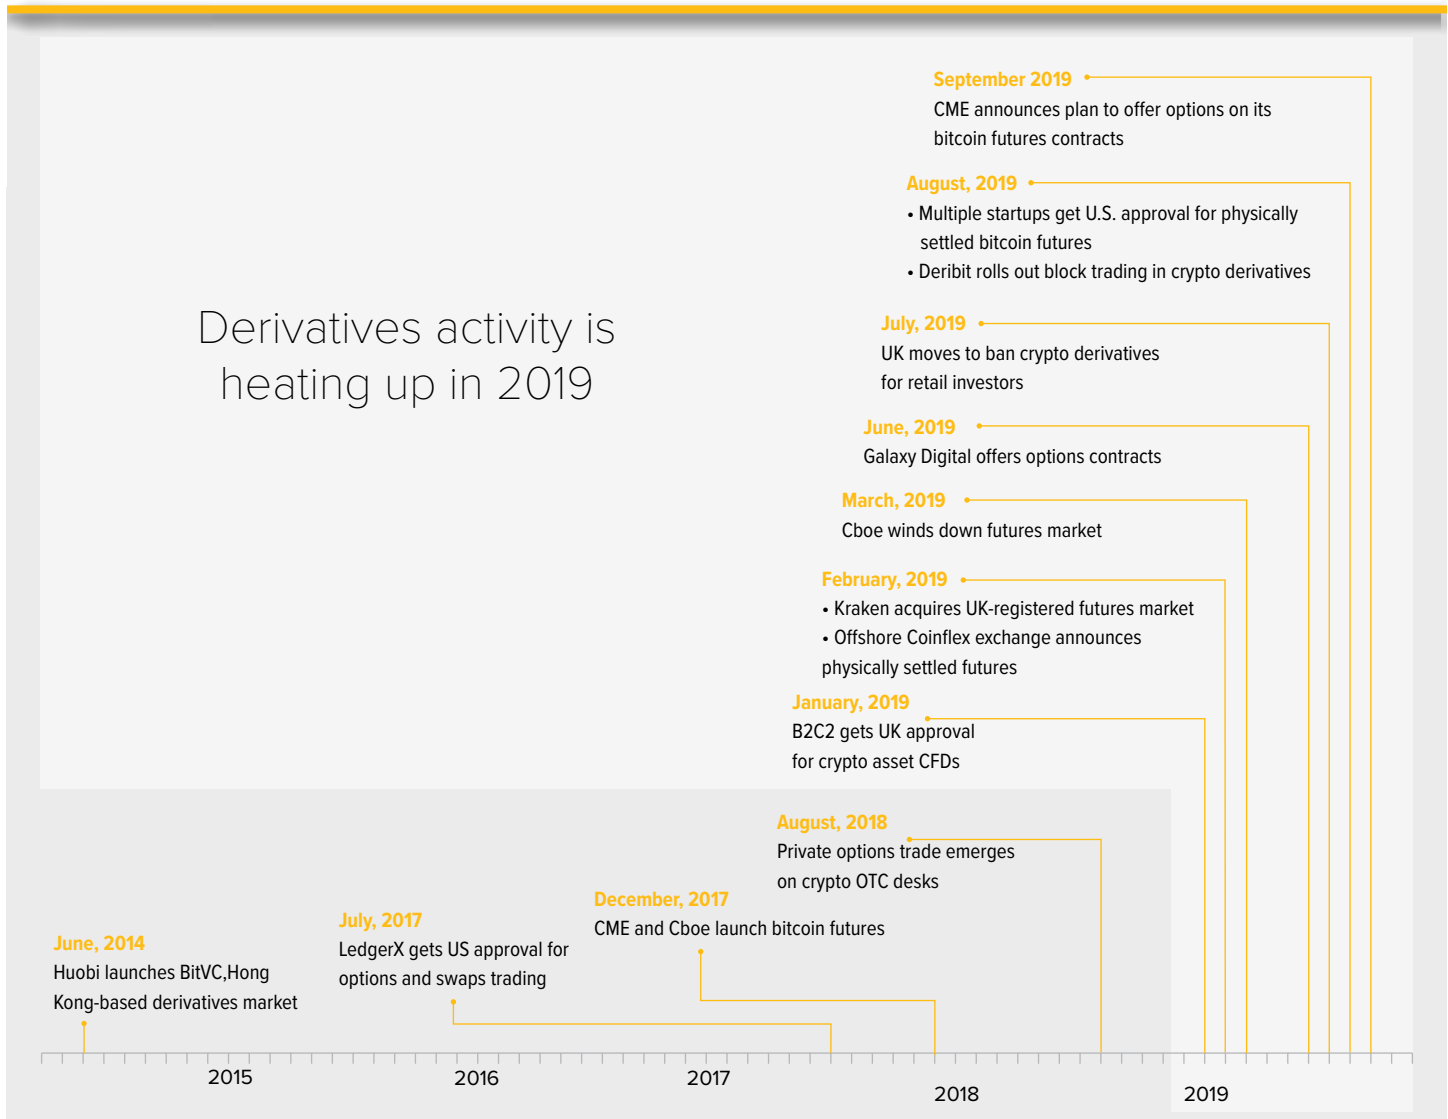 Derivatives activity is
heating up in 2019
September 2019
CME announces plan to offer options on its
bitcoin futures contracts
August, 2019
• Multiple startups get U.S. approval for physically
settled bitcoin futures
• Deribit rolls out block trading in crypto derivatives
July, 2019
UK moves to ban crypto derivatives
for retail investors
June, 2019
Galaxy Digital offers options contracts
March, 2019
Cboe winds down futures market
February, 2019
• Kraken acquires UK-registered futures market
• Offshore Coinflex exchange announces
physically settled futures
January, 2019
B2C2 gets UK approval
for crypto asset CFDs
August, 2018
Private options trade emerges
on crypto OTC desks
December, 2017
CME and Cboe launch bitcoin futures
July, 2017
LedgerX gets US approval for
options and swaps trading
June, 2014
Huobi launches BitVC,Hong
Kong-based derivatives market
2015
2016
2017
2018
2019